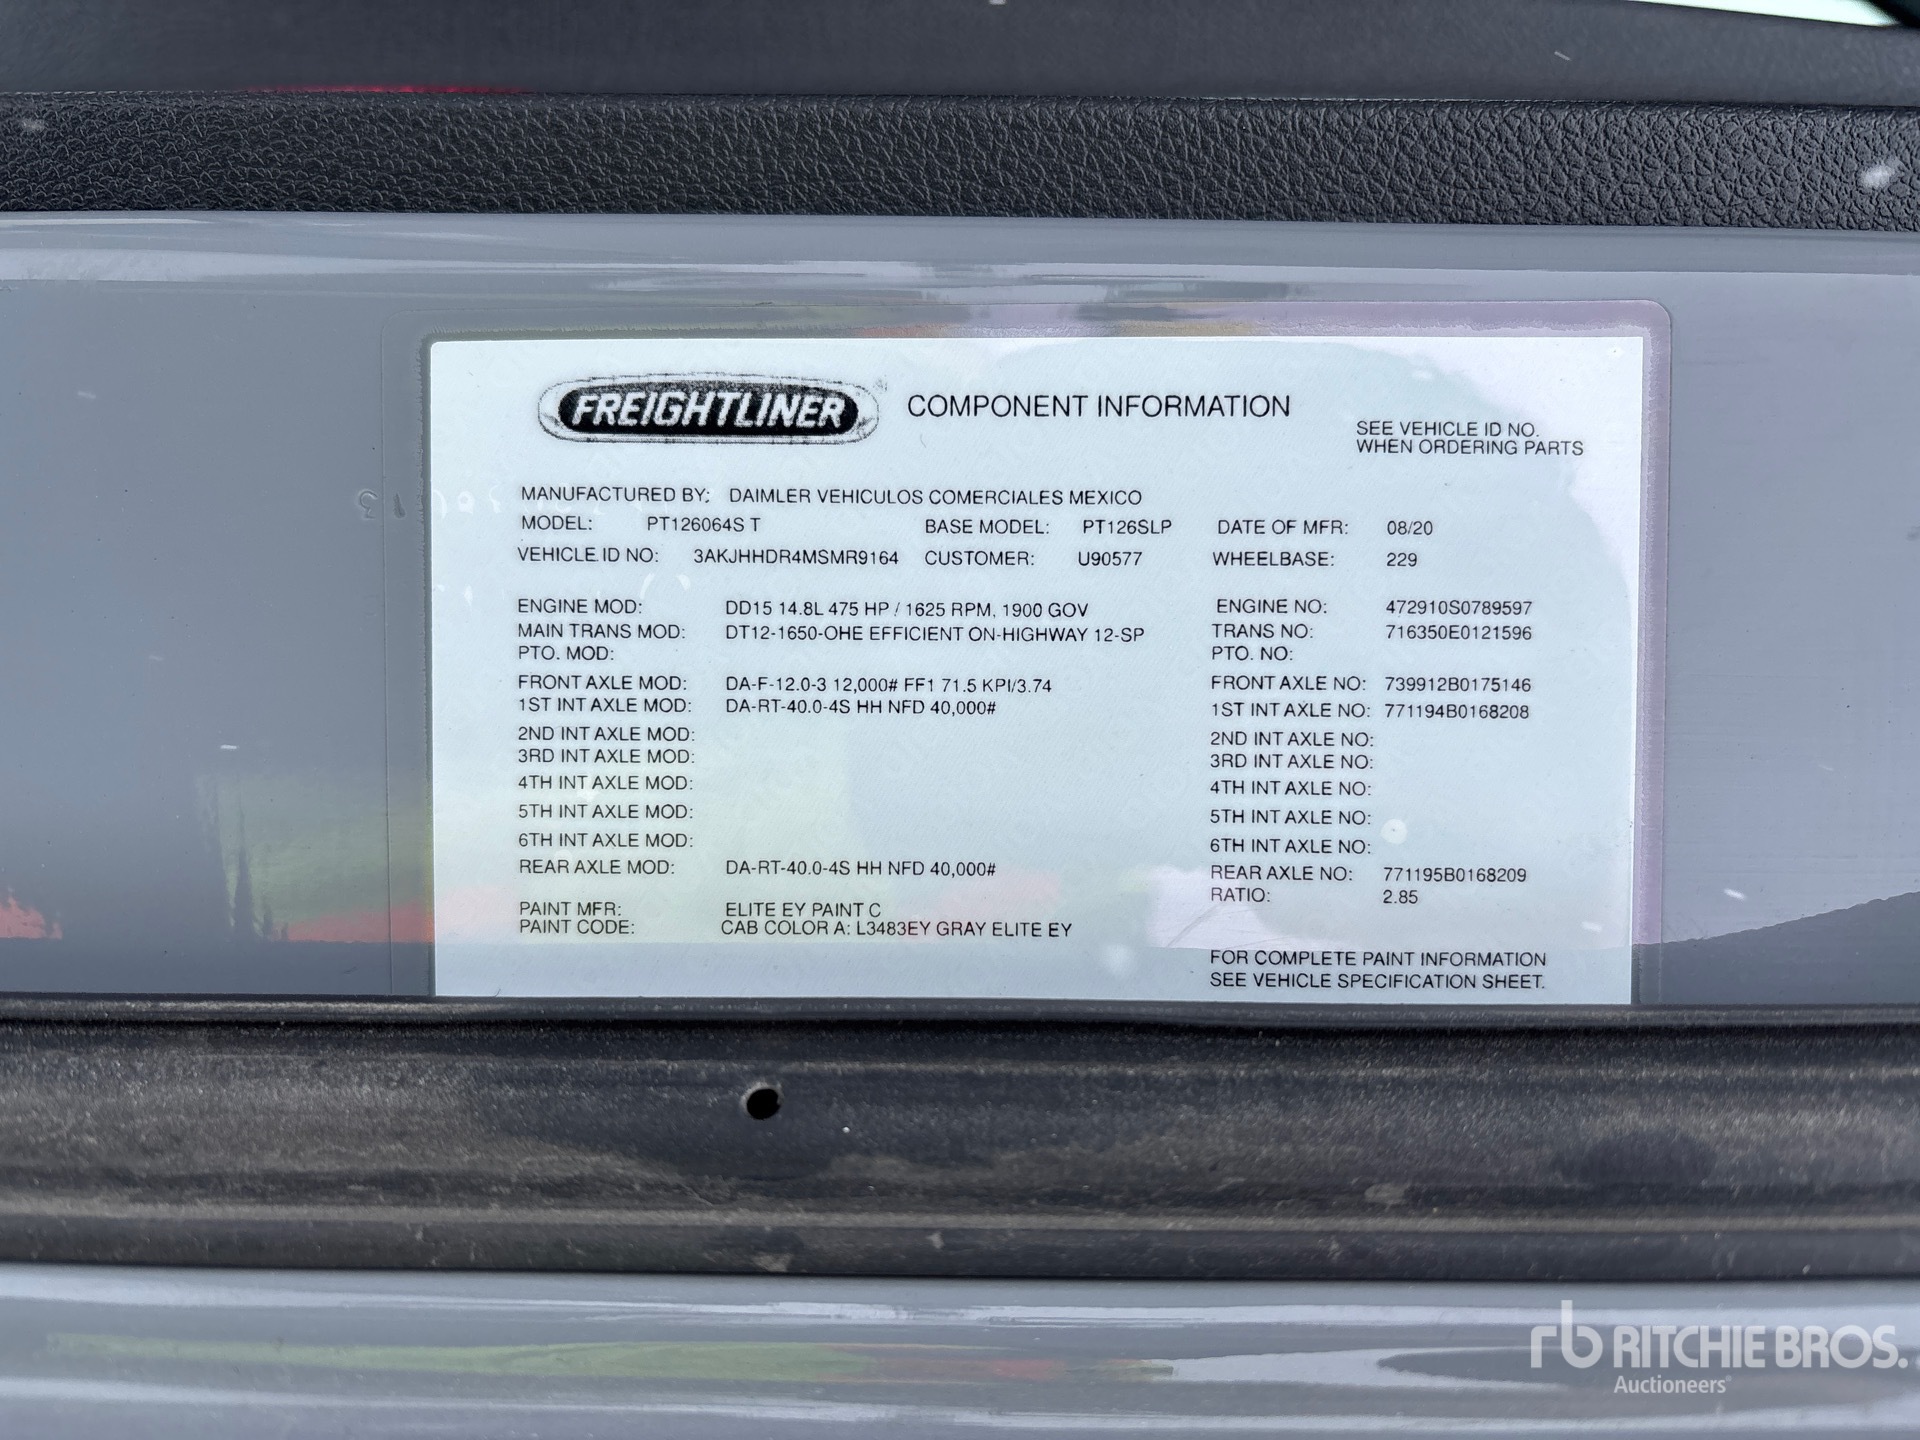 FREIGHTLINER® COMPONENT INFORMATION
SEE VEHICLE ID NO.
WHEN ORDERING PARTS
MANUFACTURED BY: DAIMLER VEHICULOS COMERCIALES MEXICO
MODEL: PT126064S T BASE MODEL: PT126SLP DATE OF MFR: 08/20
VEHICLE ID NO: 3AKJHHDR4MSMR9164 CUSTOMER: U90577 WHEELBASE: 229
ENGINE MOD: DD15 14.8L 475 HP / 1625 RPM, 1900 GOV ENGINE NO: 472910S0789597
MAIN TRANS MOD: DT12-1650-OHE EFFICIENT ON-HIGHWAY 12-SP TRANS NO: 716350E0121596
PTO. MOD: PTO. NO:
FRONT AXLE MOD: DA-F-12.0-3 12,000# FF1 71.5 KPI/3.74 FRONT AXLE NO: 739912B0175146
1ST INT AXLE MOD: DA-RT-40.0-4S HH NFD 40,000# 1ST INT AXLE NO: 771194B0168208
2ND INT AXLE MOD: 2ND INT AXLE NO:
3RD INT AXLE MOD: 3RD INT AXLE NO:
4TH INT AXLE MOD: 4TH INT AXLE NO:
5TH INT AXLE MOD: 5TH INT AXLE NO:
6TH INT AXLE MOD: 6TH INT AXLE NO:
REAR AXLE MOD: DA-RT-40.0-4S HH NFD 40,000# REAR AXLE NO: 771195B0168209
RATIO: 2.85
PAINT MFR: ELITE EY PAINT C
PAINT CODE: CAB COLOR A: L3483EY GRAY ELITE EY
FOR COMPLETE PAINT INFORMATION
SEE VEHICLE SPECIFICATION SHEET.
rb RITCHIE BROS.
Auctioneers